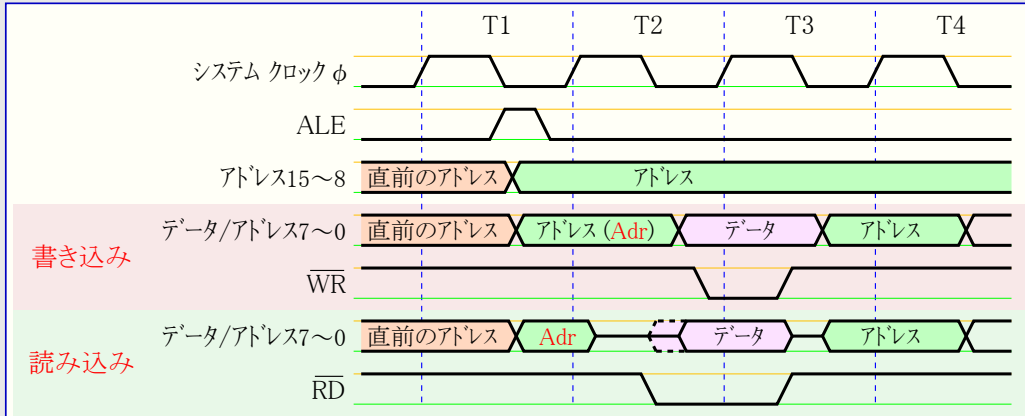 T1 T2 T3 T4
システム クロック φ
ALE
アドレス15～8 直前のアドレス アドレス
書き込み
データ/アドレス7～0 直前のアドレス アドレス (Adr) データ アドレス
WR
読み込み
データ/アドレス7～0 直前のアドレス Adr データ アドレス
RD